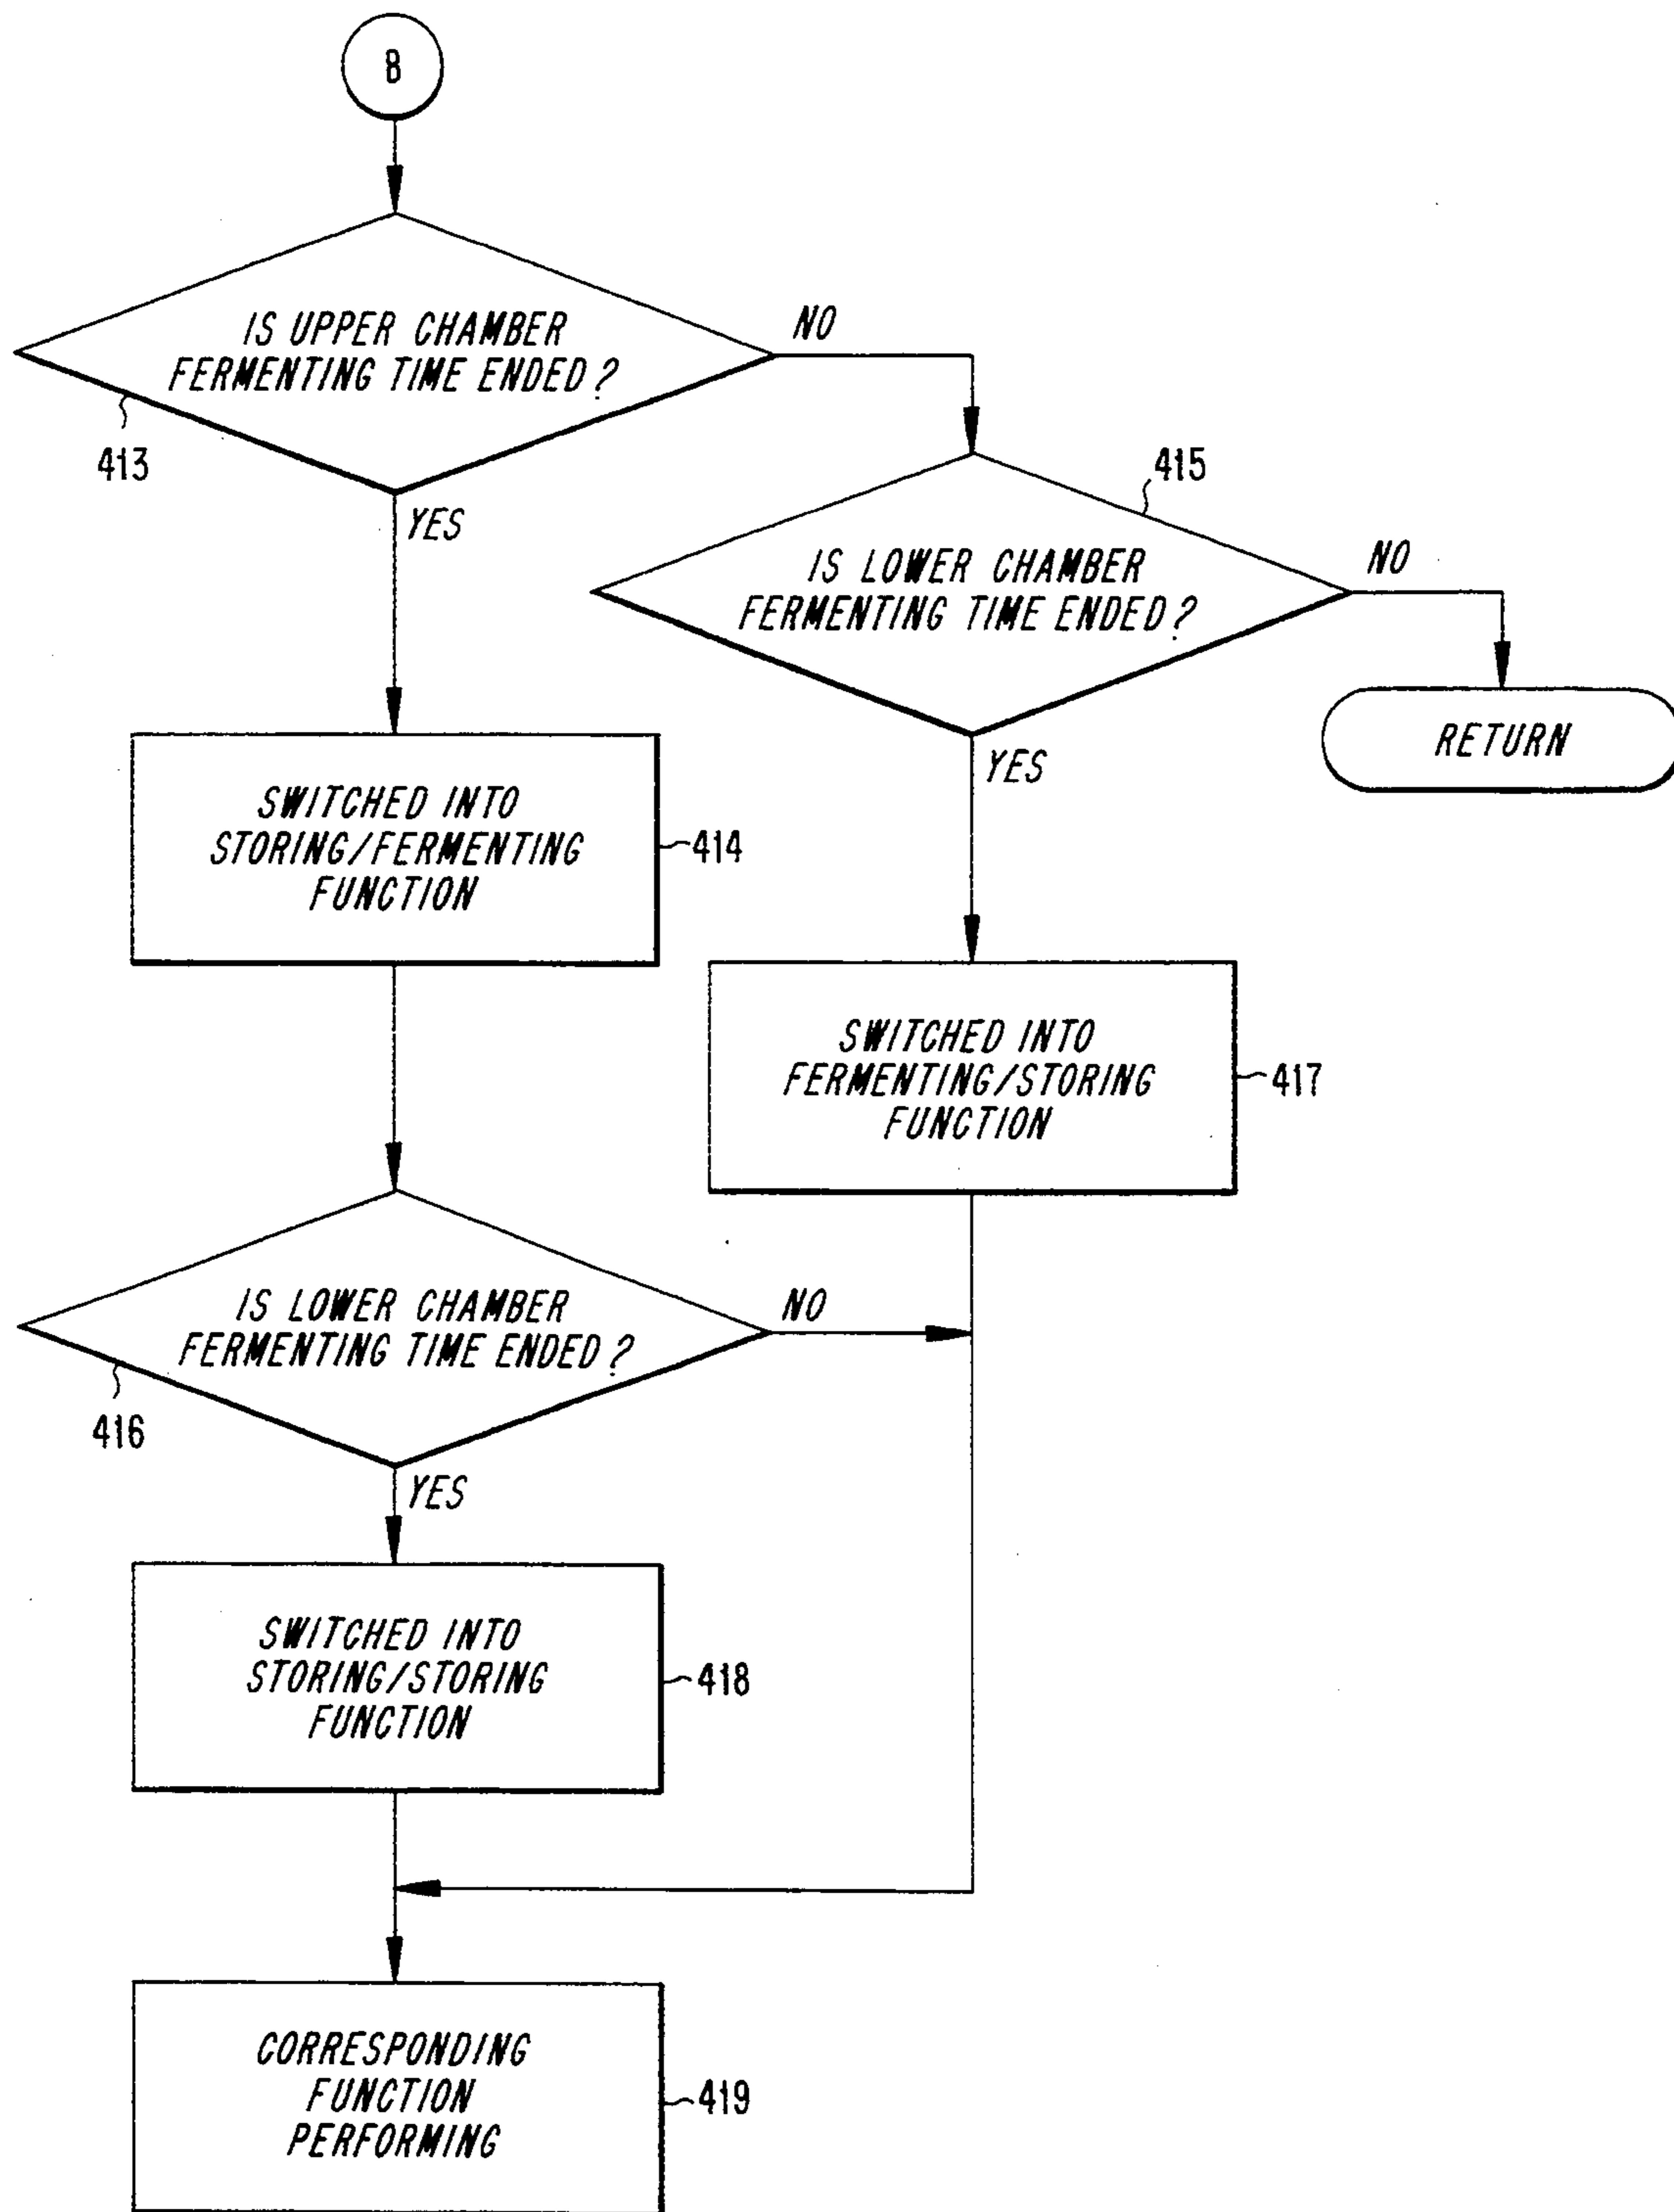 B
IS UPPER CHAMBER
FERMENTING TIME ENDED?
NO
413
YES
415
IS LOWER CHAMBER
FERMENTING TIME ENDED?
NO
YES
RETURN
SWITCHED INTO
STORING/FERMENTING
FUNCTION
414
SWITCHED INTO
FERMENTING/STORING
FUNCTION
417
IS LOWER CHAMBER
FERMENTING TIME ENDED?
NO
416
YES
SWITCHED INTO
STORING/STORING
FUNCTION
418
CORRESPONDING
FUNCTION
PERFORMING
419